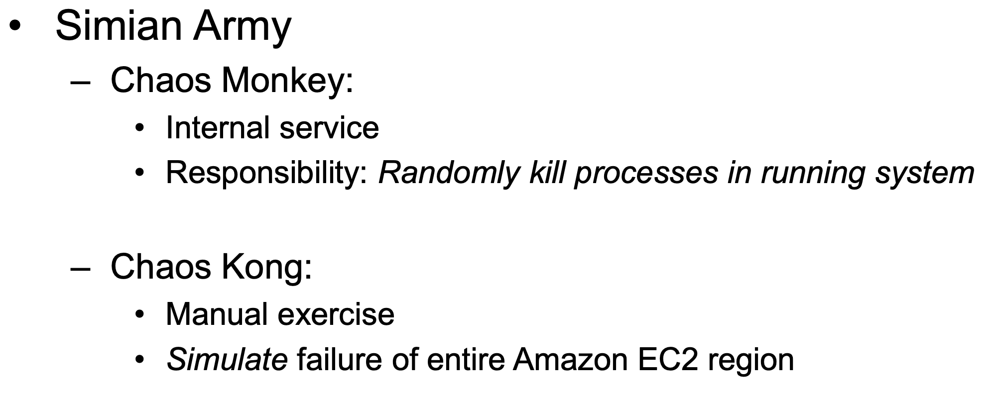 • Simian Army
– Chaos Monkey:
• Internal service
• Responsibility: Randomly kill processes in running system
– Chaos Kong:
• Manual exercise
• Simulate failure of entire Amazon EC2 region